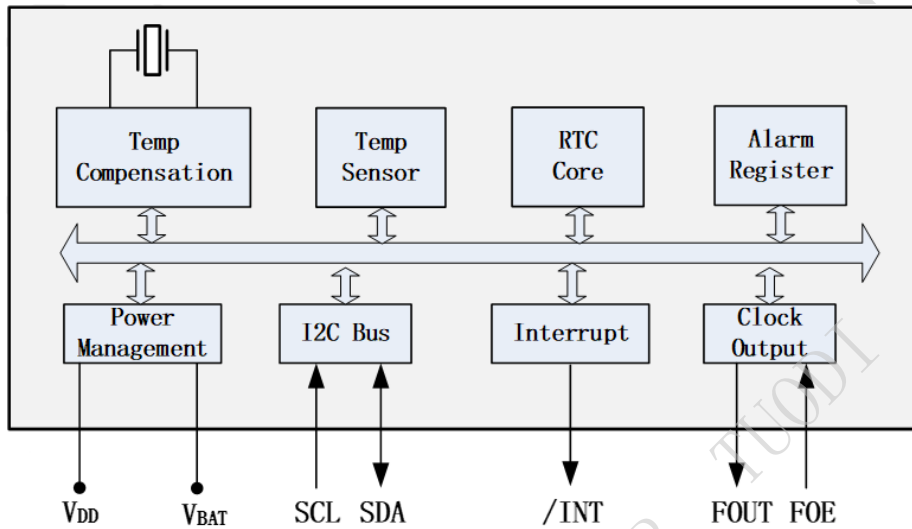 Temp
Compensation
Temp
Sensor
RTC
Core
Alarm
Register
Power
Management
I2C Bus
Interrupt
Clock
Output
VDD
VBAT
SCL
SDA
/INT
FOUT
FOE
TUODI